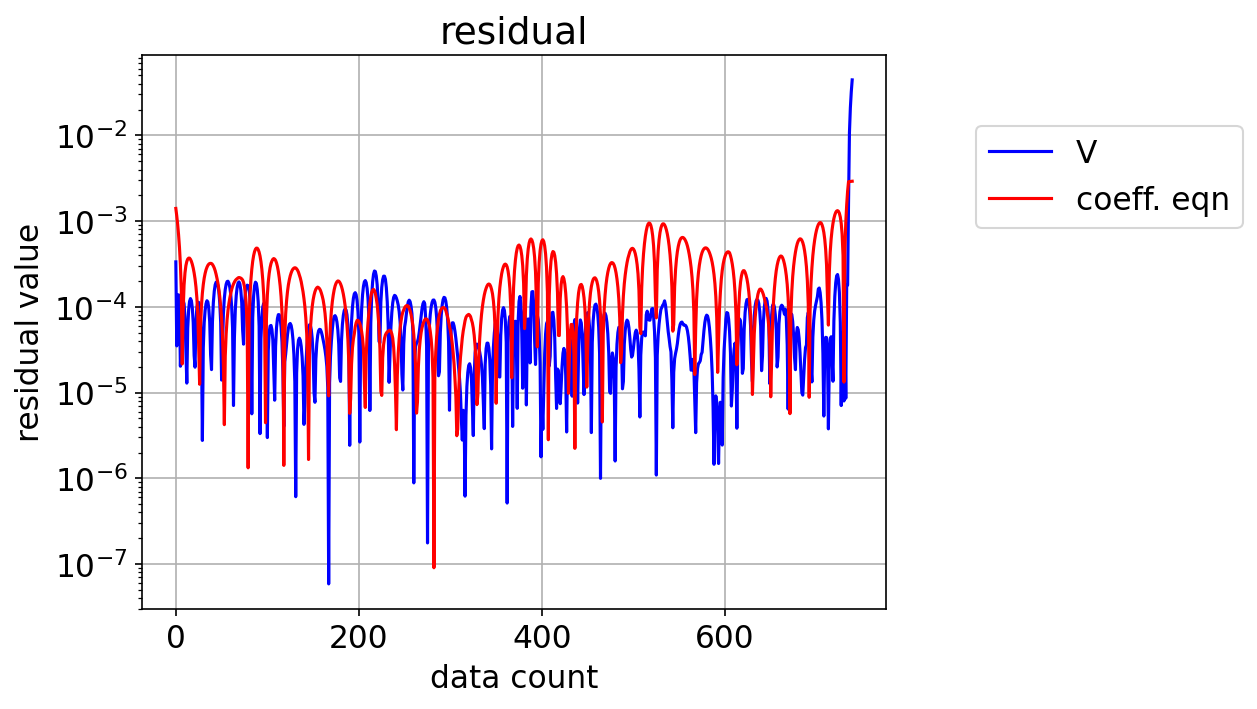 residual
residual value
10⁻²
10⁻³
10⁻⁴
10⁻⁵
10⁻⁶
10⁻⁷
0 200 400 600
data count
V
coeff. eqn